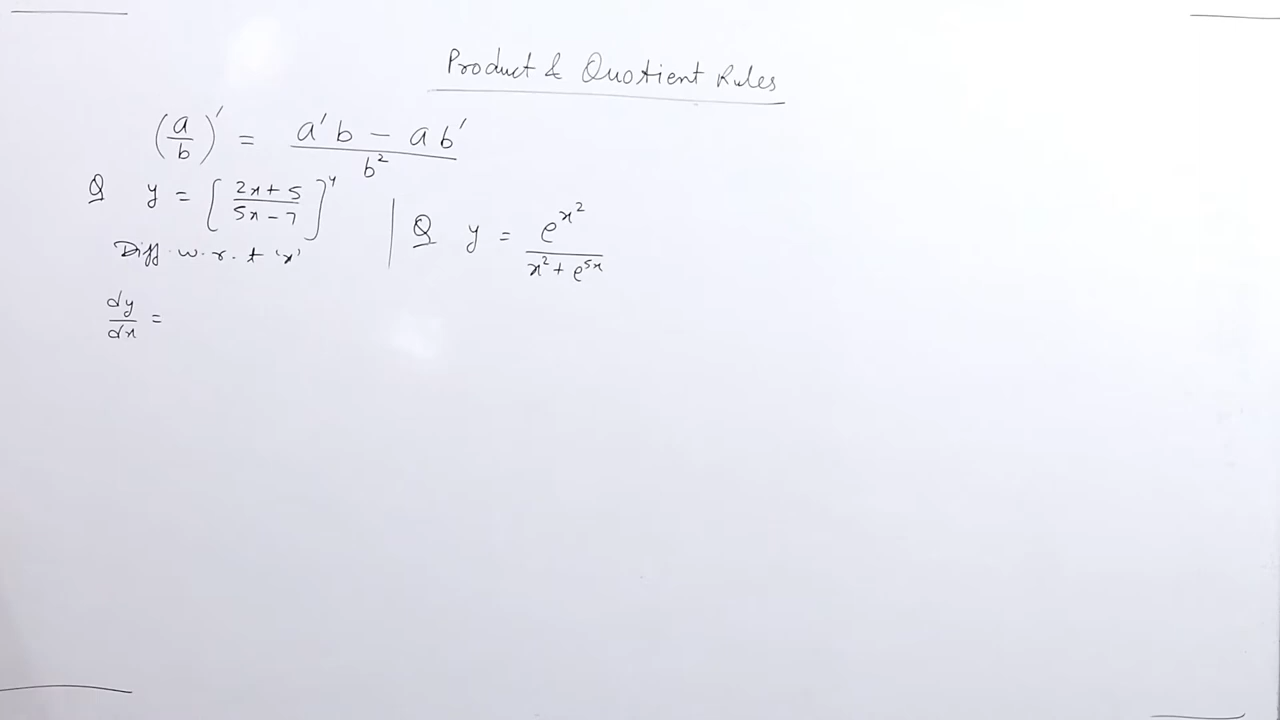 Product & Quotient Rules
(a/b)' = (a'b - ab')/b²
Q y = [(2x+5)/(5x-7)]⁴
Diff. w.r.t 'x'
dy/dx =
Q y = e^(x²)/(x² + e^(5x))